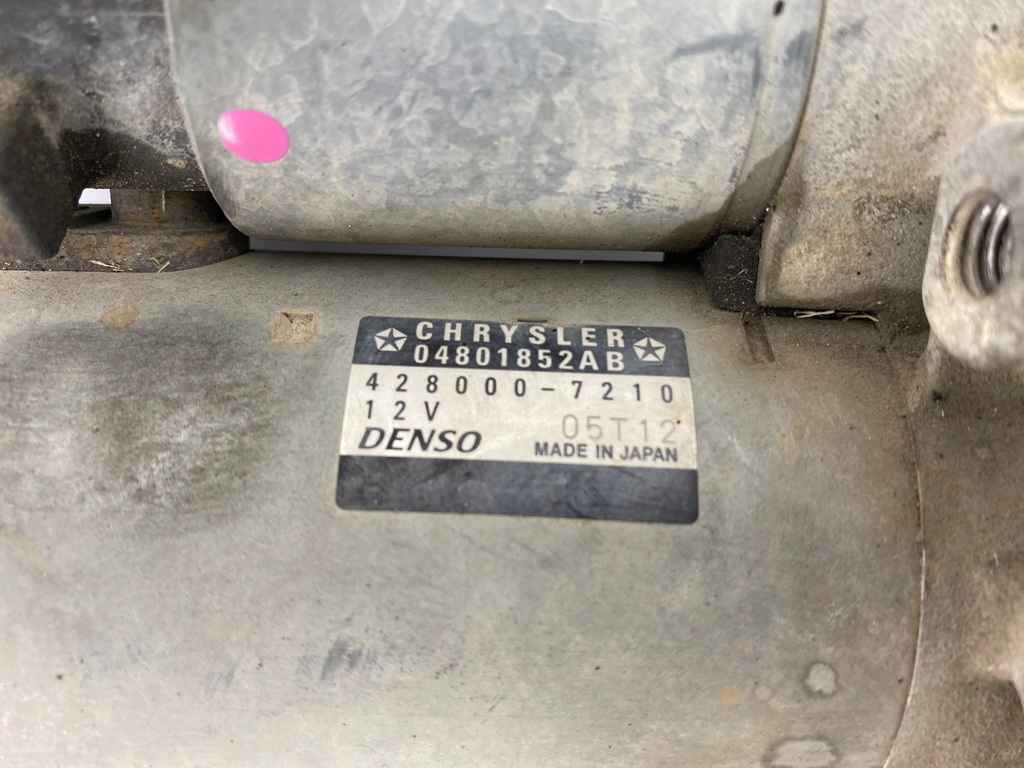 CHRYSLER
04801852AB
428000-7210
12V
05T12
DENSO
MADE IN JAPAN